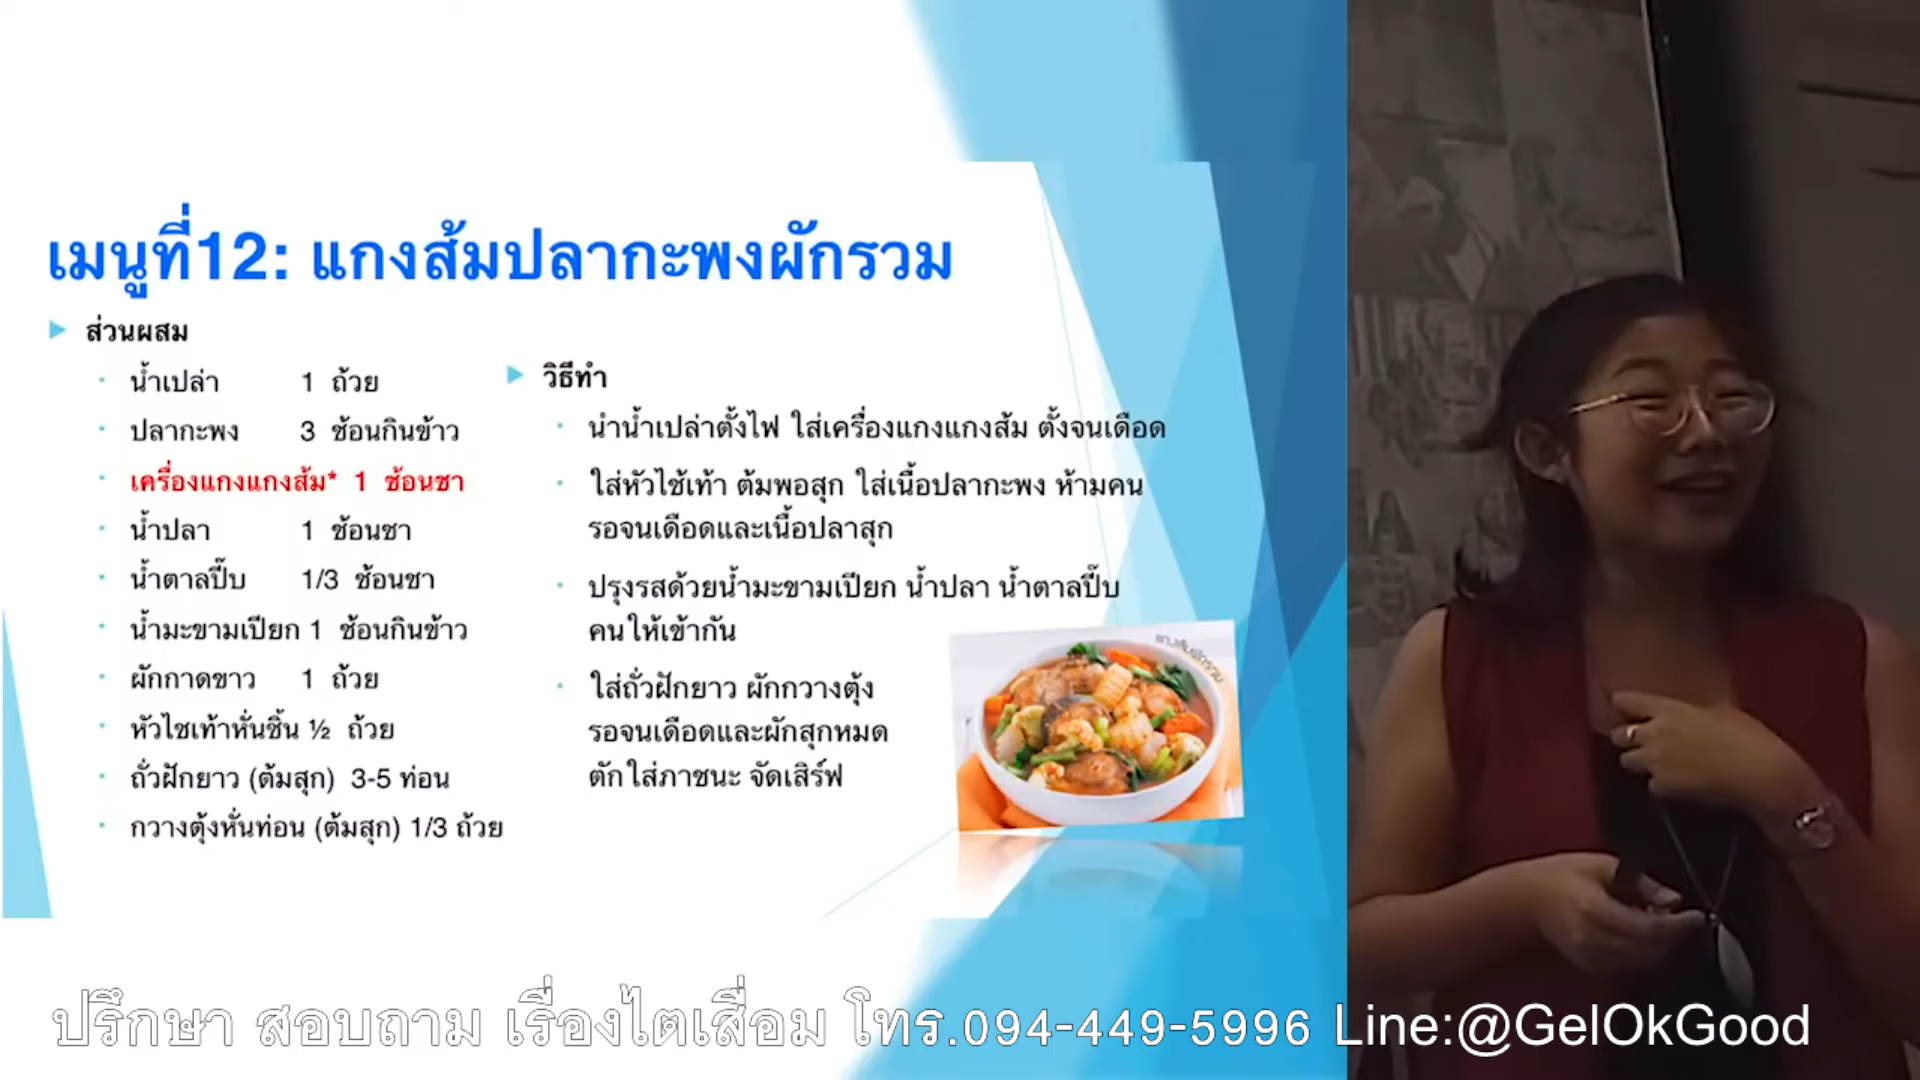 เมนูที่12: แกงส้มปลากะพงผักรวม
ส่วนผสม
น้ำเปล่า 1 ถ้วย
ปลากะพง 3 ช้อนกินข้าว
เครื่องแกงแกงส้ม* 1 ช้อนชา
น้ำปลา 1 ช้อนชา
น้ำตาลปี๊บ 1/3 ช้อนชา
น้ำมะขามเปียก 1 ช้อนกินข้าว
ผักกาดขาว 1 ถ้วย
หัวไชเท้าหั่นชิ้น ½ ถ้วย
ถั่วฝักยาว (ต้มสุก) 3-5 ท่อน
กวางตุ้งหั่นท่อน (ต้มสุก) 1/3 ถ้วย
วิธีทำ
นำน้ำเปล่าตั้งไฟ ใส่เครื่องแกงแกงส้ม ตั้งจนเดือด
ใส่หัวไช้เท้า ต้มพอสุก ใส่เนื้อปลากะพง ห้ามคน
รอจนเดือดและเนื้อปลาสุก
ปรุงรสด้วยน้ำมะขามเปียก น้ำปลา น้ำตาลปี๊บ
คนให้เข้ากัน
ใส่ถั่วฝักยาว ผักกวางตุ้ง
รอจนเดือดและผักสุกหมด
ตักใส่ภาชนะ จัดเสิร์ฟ
แกงส้มผักรวม
ปรึกษา สอบถาม เรื่องไตเสื่อม โทร.094-449-5996 Line:@GelOkGood